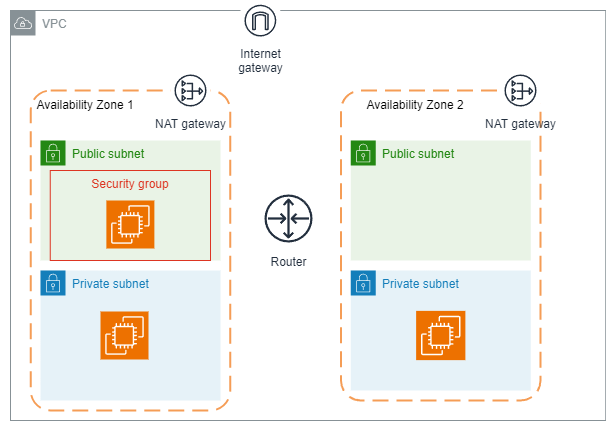 VPC
Internet
gateway
Availability Zone 1
NAT gateway
Public subnet
Security group
Private subnet
Router
Availability Zone 2
NAT gateway
Public subnet
Private subnet